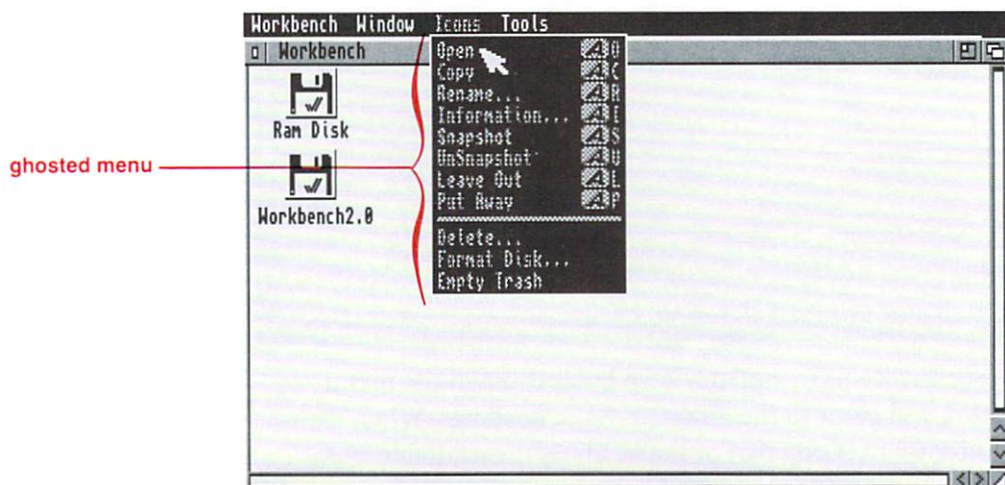 Workbench Window Icons Tools
Workbench
Open A O
Copy A C
Rename... A R
Information... A I
Snapshot A S
UnSnapshot A U
Leave Out A L
Put Away A P
Delete...
Format Disk...
Empty Trash
Ram Disk
Workbench2.0
ghosted menu